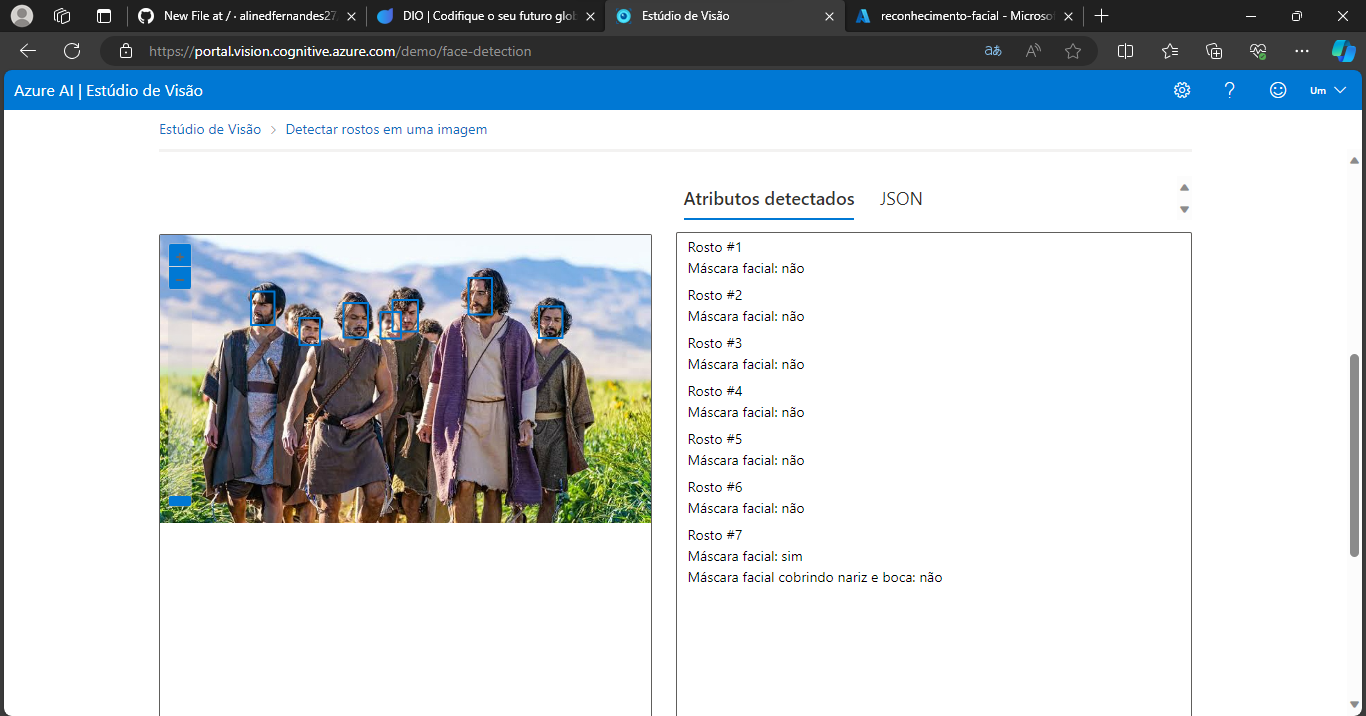 New File at / · alinedfernandes27
DIO | Codifique o seu futuro glob
Estúdio de Visão
reconhecimento-facial - Microsof
https://portal.vision.cognitive.azure.com/demo/face-detection
Azure AI | Estúdio de Visão
Um
Estúdio de Visão > Detectar rostos em uma imagem
Atributos detectados
JSON
Rosto #1
Máscara facial: não
Rosto #2
Máscara facial: não
Rosto #3
Máscara facial: não
Rosto #4
Máscara facial: não
Rosto #5
Máscara facial: não
Rosto #6
Máscara facial: não
Rosto #7
Máscara facial: sim
Máscara facial cobrindo nariz e boca: não